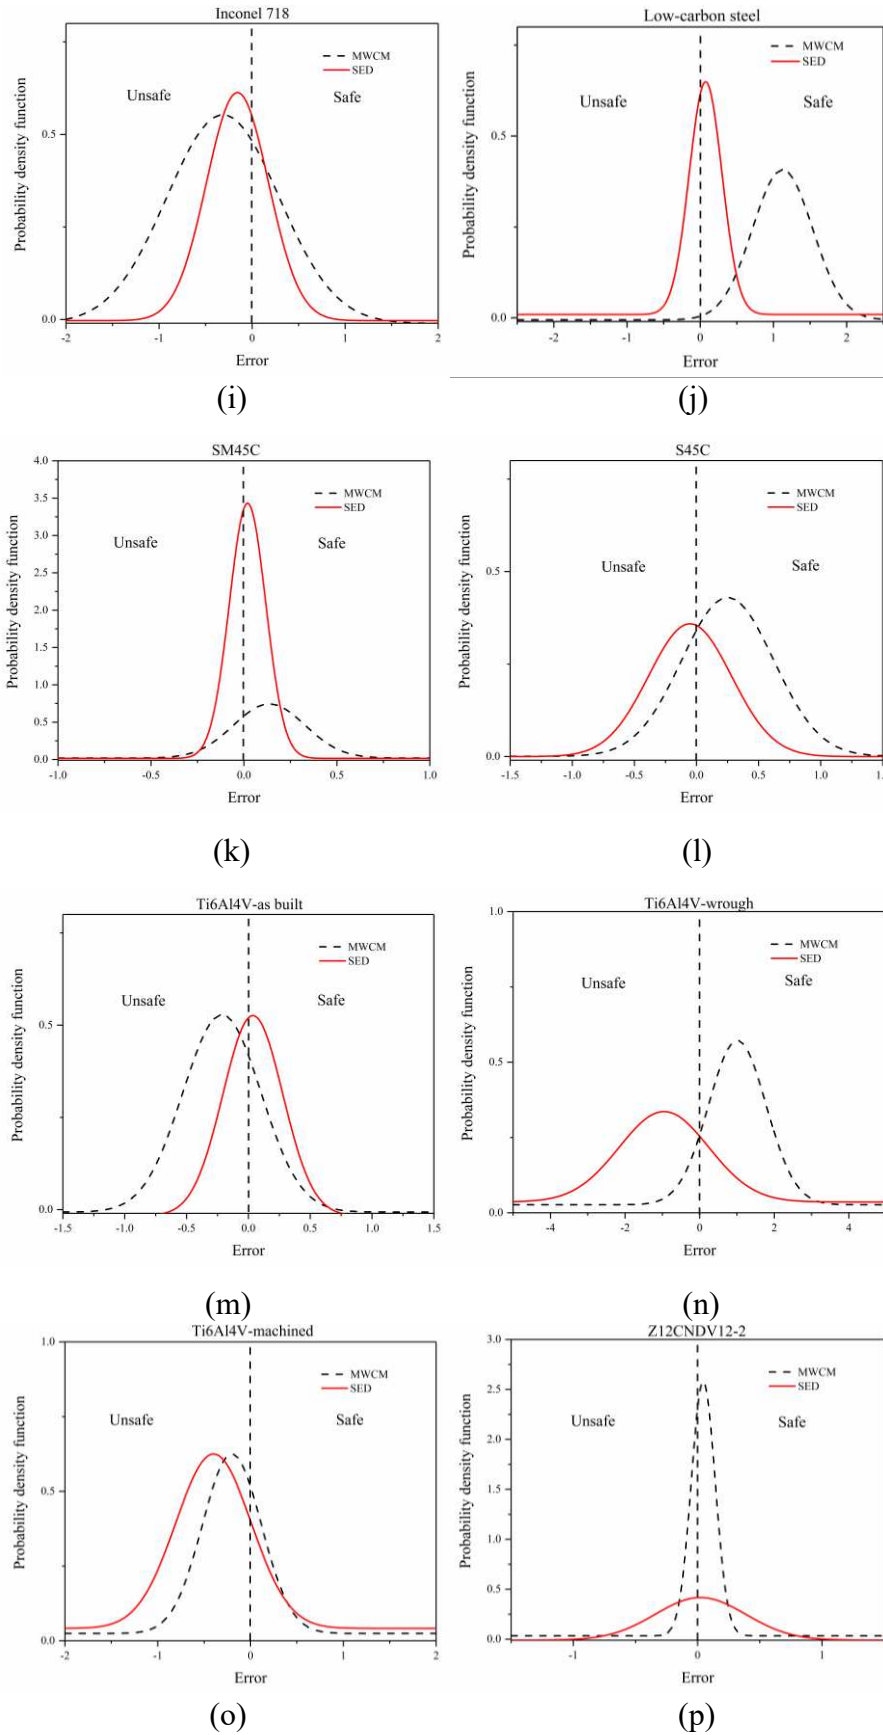 Inconel 718
MWCM
SED
Unsafe
Safe
Probability density function
0.5
0.0
-2
-1
0
1
2
Error
(i)
Low-carbon steel
MWCM
SED
Unsafe
Safe
Probability density function
0.5
0.0
-2
-1
0
1
2
Error
(j)
SM45C
4.0
3.5
3.0
2.5
2.0
1.5
1.0
0.5
0.0
MWCM
SED
Unsafe
Safe
Probability density function
-1.0
-0.5
0.0
0.5
1.0
Error
(k)
S45C
MWCM
SED
Unsafe
Safe
Probability density function
0.5
0.0
-1.5
-1.0
-0.5
0.0
0.5
1.0
1.5
Error
(l)
Ti6Al4V-as built
MWCM
SED
Unsafe
Safe
Probability density function
0.5
0.0
-1.5
-1.0
-0.5
0.0
0.5
1.0
1.5
Error
(m)
Ti6Al4V-wrough
1.0
MWCM
SED
Unsafe
Safe
Probability density function
0.5
0.0
-4
-2
0
2
4
Error
(n)
Ti6Al4V-machined
1.0
MWCM
SED
Unsafe
Safe
Probability density function
0.5
0.0
-2
-1
0
1
2
Error
(o)
Z12CNDV12-2
3.0
2.5
2.0
1.5
1.0
0.5
0.0
MWCM
SED
Unsafe
Safe
Probability density function
-1
0
1
Error
(p)